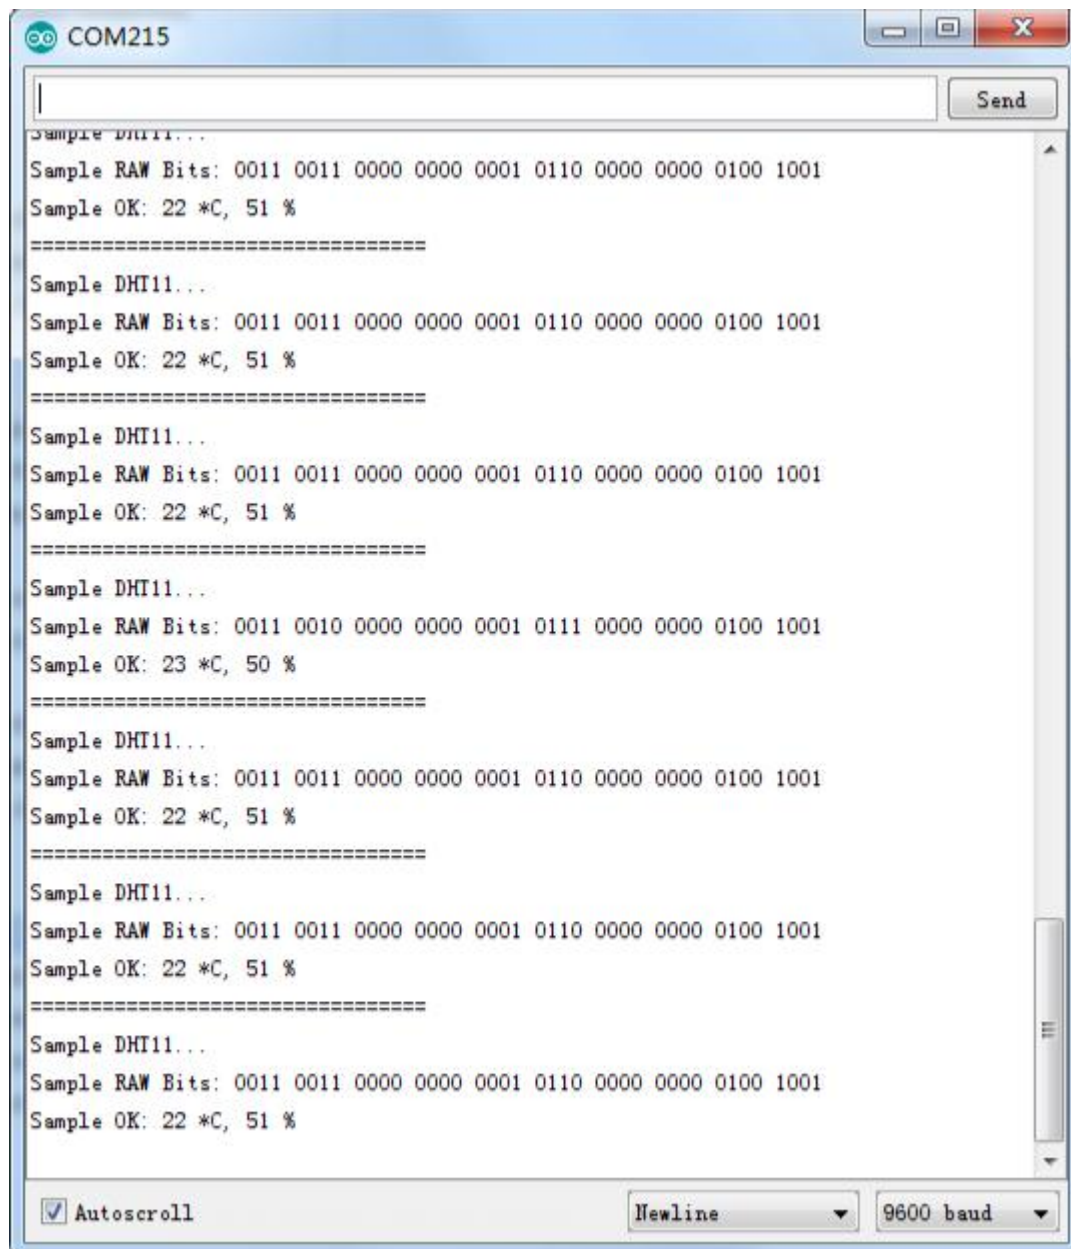 COM215
Send
Sample DHT11...
Sample RAW Bits: 0011 0011 0000 0000 0001 0110 0000 0000 0100 1001
Sample OK: 22 *C, 51 %
=================================
Sample DHT11...
Sample RAW Bits: 0011 0011 0000 0000 0001 0110 0000 0000 0100 1001
Sample OK: 22 *C, 51 %
=================================
Sample DHT11...
Sample RAW Bits: 0011 0011 0000 0000 0001 0110 0000 0000 0100 1001
Sample OK: 22 *C, 51 %
=================================
Sample DHT11...
Sample RAW Bits: 0011 0010 0000 0000 0001 0111 0000 0000 0100 1001
Sample OK: 23 *C, 50 %
=================================
Sample DHT11...
Sample RAW Bits: 0011 0011 0000 0000 0001 0110 0000 0000 0100 1001
Sample OK: 22 *C, 51 %
=================================
Sample DHT11...
Sample RAW Bits: 0011 0011 0000 0000 0001 0110 0000 0000 0100 1001
Sample OK: 22 *C, 51 %
=================================
Sample DHT11...
Sample RAW Bits: 0011 0011 0000 0000 0001 0110 0000 0000 0100 1001
Sample OK: 22 *C, 51 %
Autoscroll
Newline
9600 baud